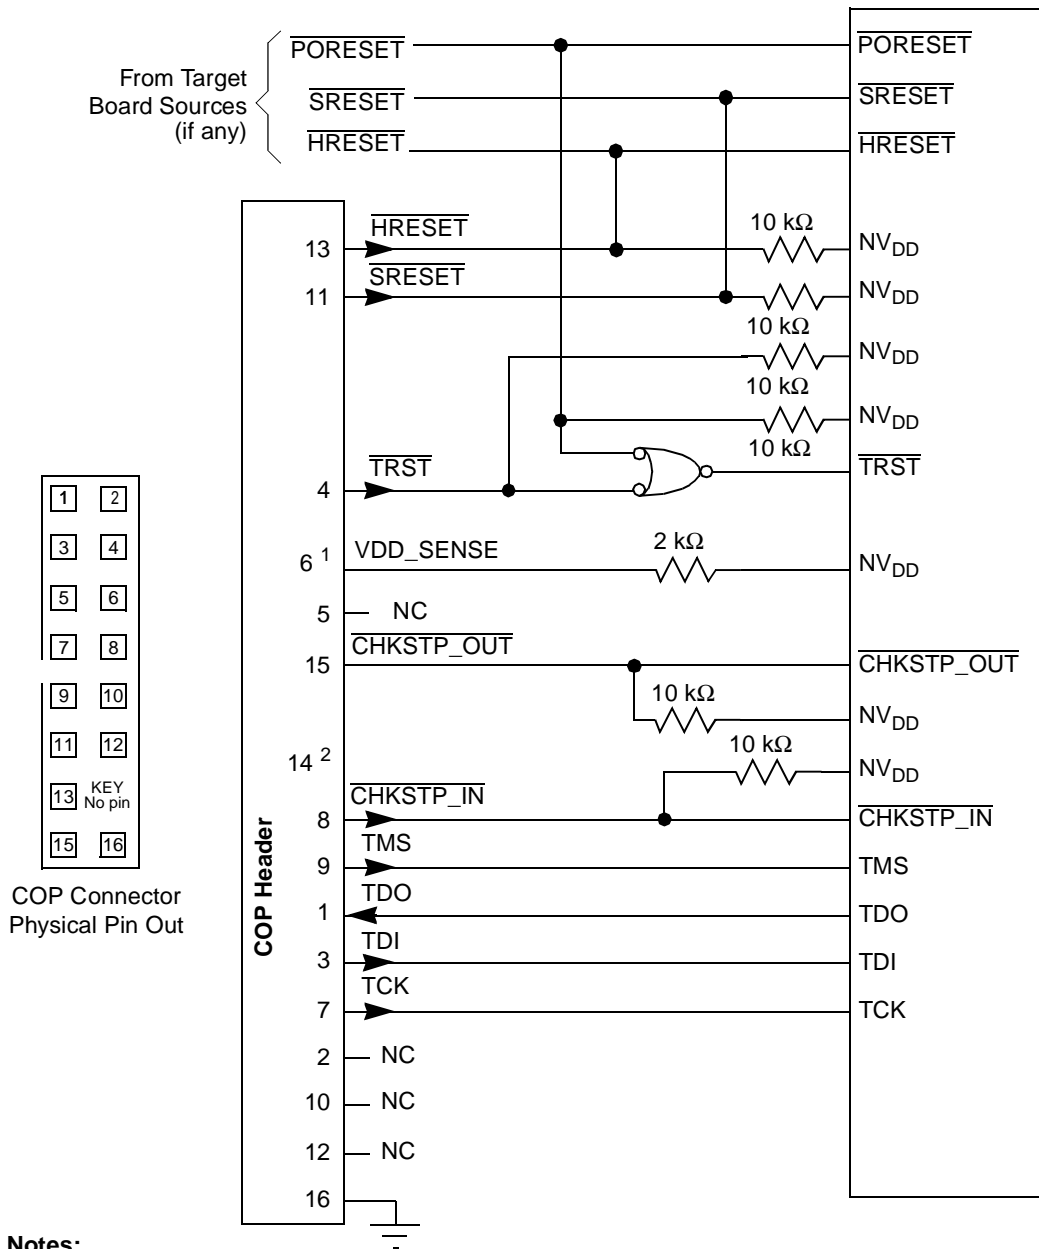 From Target
Board Sources
(if any)
PORESET
SRESET
HRESET
PORESET
SRESET
HRESET
13
HRESET
10 kΩ
NVDD
11
SRESET
10 kΩ
NVDD
10 kΩ
NVDD
10 kΩ
NVDD
4
TRST
TRST
6 1
VDD_SENSE
2 kΩ
NVDD
5
NC
15
CHKSTP_OUT
CHKSTP_OUT
10 kΩ
NVDD
14 2
10 kΩ
NVDD
8
CHKSTP_IN
CHKSTP_IN
9
TMS
TMS
1
TDO
TDO
3
TDI
TDI
7
TCK
TCK
2
NC
10
NC
12
NC
16
COP Header
1 2
3 4
5 6
7 8
9 10
11 12
13 KEY
No pin
15 16
COP Connector
Physical Pin Out
Notes: